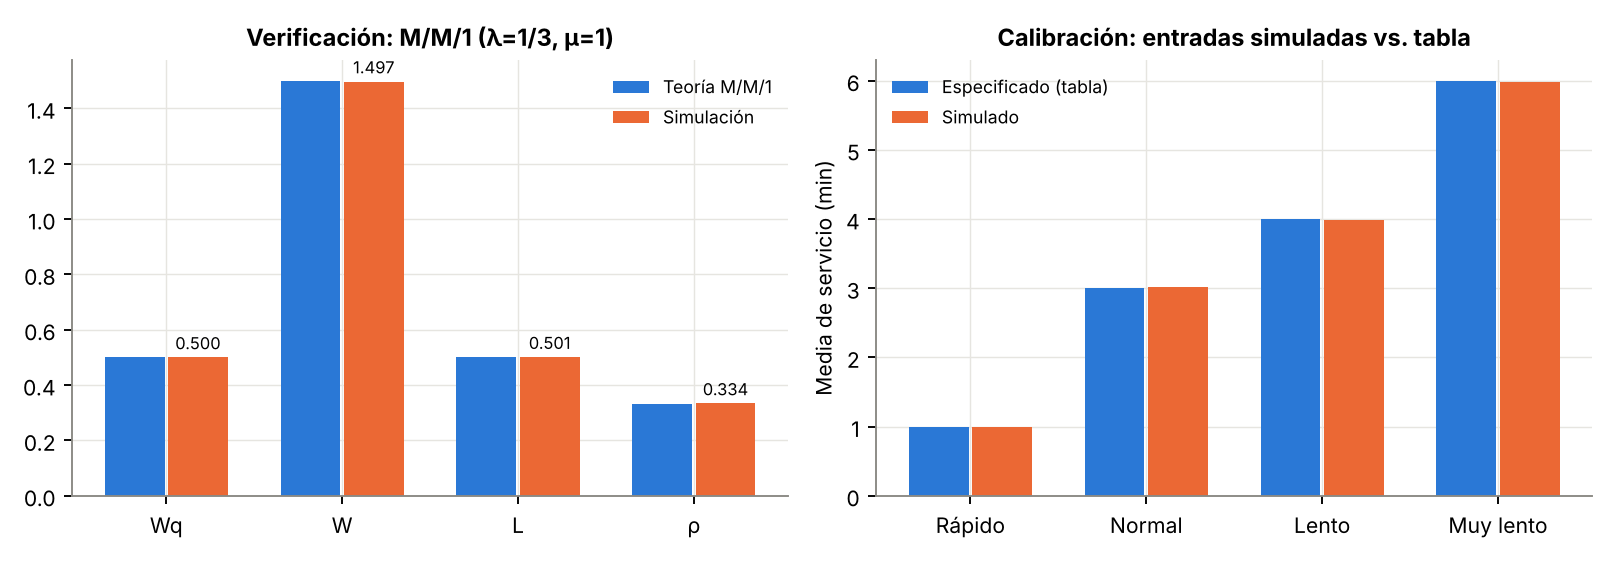 Verificación: M/M/1 (λ=1/3, μ=1)
1.497
Teoría M/M/1
Simulación
1.4
1.2
1.0
0.8
0.6
0.500
0.501
0.4
0.334
0.2
0.0
Wq
W
L
ρ
Calibración: entradas simuladas vs. tabla
Especificado (tabla)
Simulado
Media de servicio (min)
6
5
4
3
2
1
0
Rápido
Normal
Lento
Muy lento